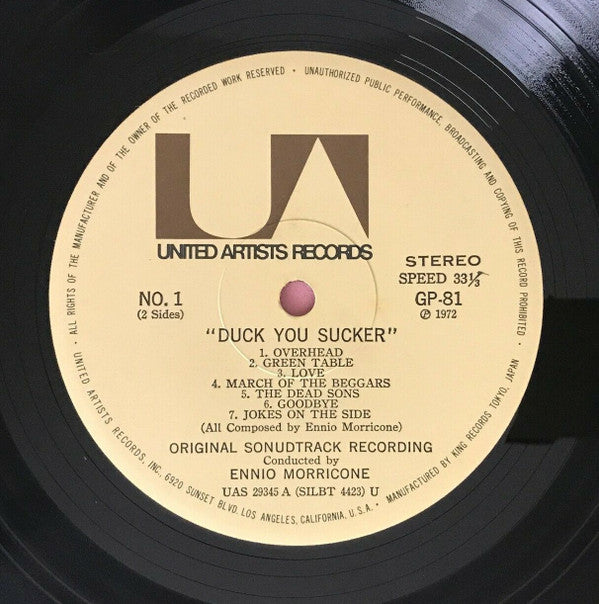 UA
UNITED ARTISTS RECORDS
STEREO
SPEED 33⅓
NO. 1
(2 Sides)
GP-81
℗ 1972
"DUCK YOU SUCKER"
1. OVERHEAD
2. GREEN TABLE
3. LOVE
4. MARCH OF THE BEGGARS
5. THE DEAD SONS
6. GOODBYE
7. JOKES ON THE SIDE
(All Composed by Ennio Morricone)
ORIGINAL SONUDTRACK RECORDING
Conducted by
ENNIO MORRICONE
UAS 29345 A (SILBT 4423) U
• ALL RIGHTS OF THE MANUFACTURER AND OF THE OWNER OF THE RECORDED WORK RESERVED • UNAUTHORIZED PUBLIC PERFORMANCE, BROADCASTING AND COPYING OF THIS RECORD PROHIBITED •
UNITED ARTISTS RECORDS, INC., 6920 SUNSET BLVD. LOS ANGELES, CALIFORNIA, U.S.A. • MANUFACTURED BY KING RECORDS TOKYO, JAPAN